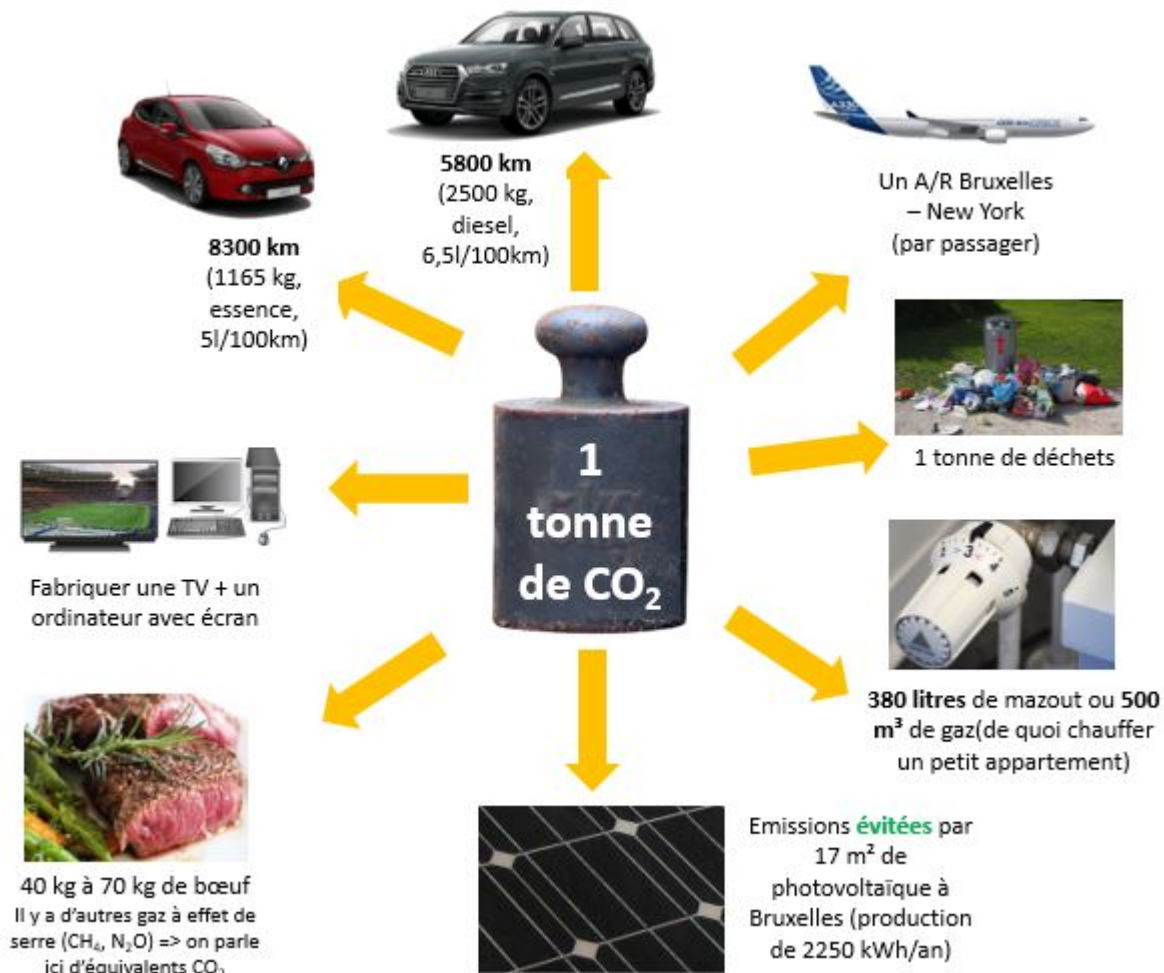 5800 km
(2500 kg,
diesel,
6,5l/100km)
8300 km
(1165 kg,
essence,
5l/100km)
Un A/R Bruxelles
– New York
(par passager)
1 tonne de déchets
1
tonne
de CO₂
Fabriquer une TV + un
ordinateur avec écran
380 litres de mazout ou 500
m³ de gaz(de quoi chauffer
un petit appartement)
40 kg à 70 kg de bœuf
Il y a d'autres gaz à effet de
serre (CH₄, N₂O) => on parle
ici d'équivalents CO₂
Emissions évitées par
17 m² de
photovoltaïque à
Bruxelles (production
de 2250 kWh/an)